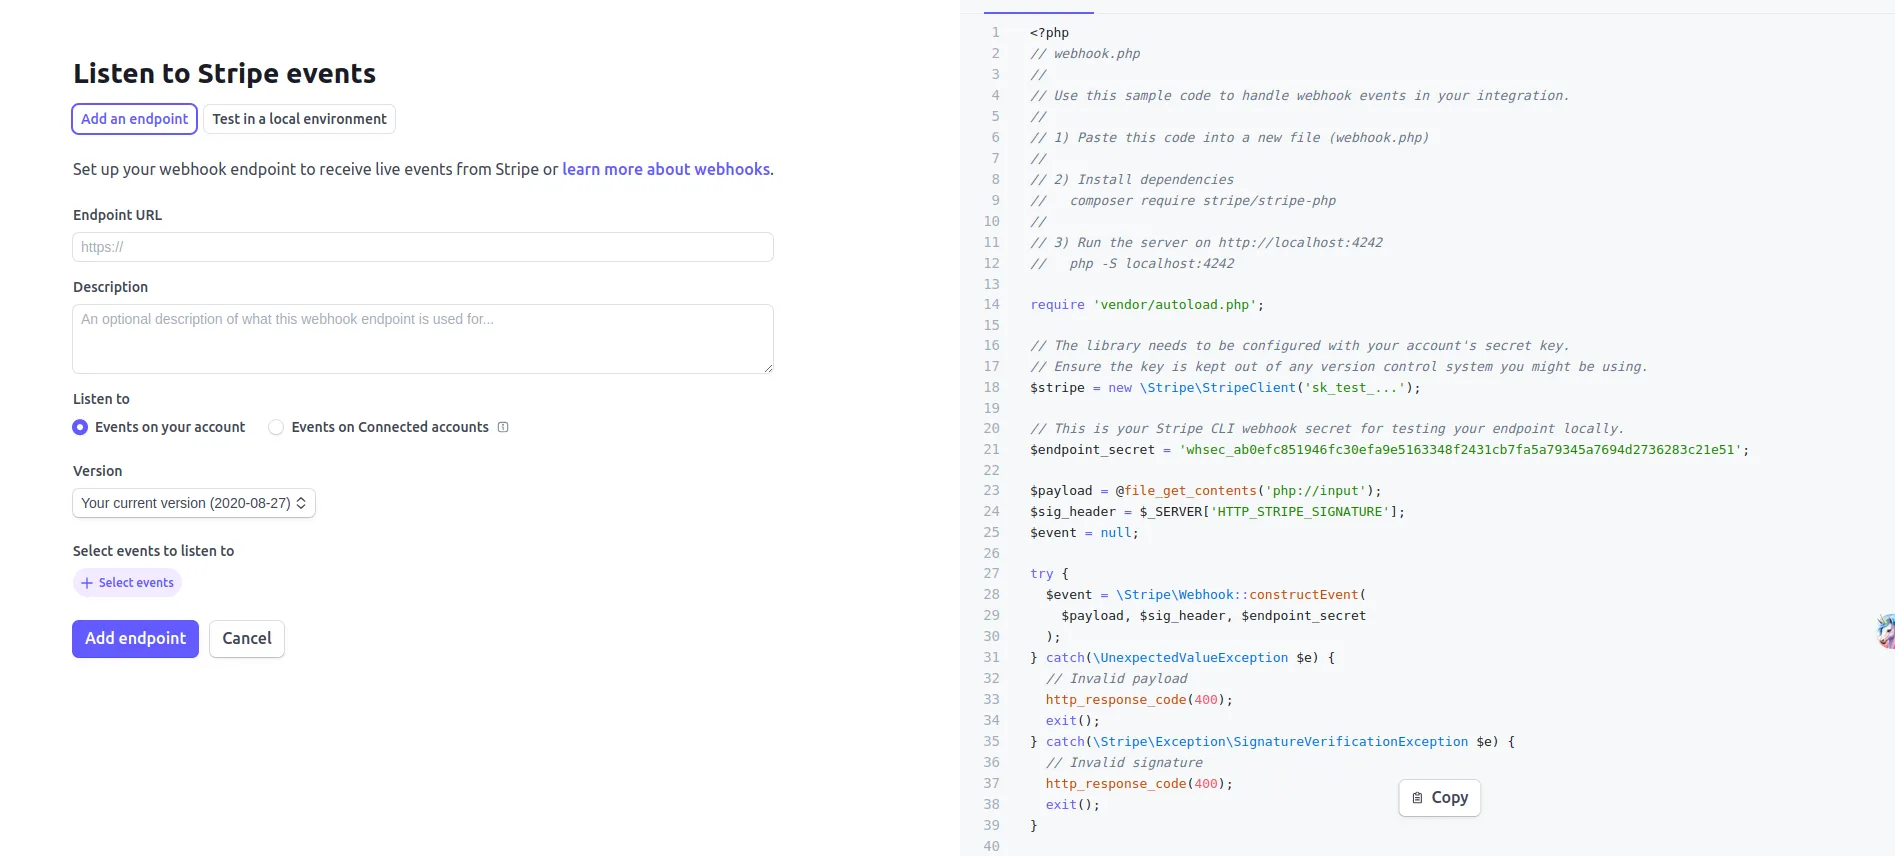 Listen to Stripe events
Add an endpoint
Test in a local environment
Set up your webhook endpoint to receive live events from Stripe or learn more about webhooks.
Endpoint URL
https://
Description
An optional description of what this webhook endpoint is used for...
Listen to
Events on your account
Events on Connected accounts
Version
Your current version (2020-08-27)
Select events to listen to
+ Select events
Add endpoint
Cancel
1 <?php
2 // webhook.php
3 //
4 // Use this sample code to handle webhook events in your integration.
5 //
6 // 1) Paste this code into a new file (webhook.php)
7 //
8 // 2) Install dependencies
9 //   composer require stripe/stripe-php
10 //
11 // 3) Run the server on http://localhost:4242
12 //   php -S localhost:4242
13
14 require 'vendor/autoload.php';
15
16 // The library needs to be configured with your account's secret key.
17 // Ensure the key is kept out of any version control system you might be using.
18 $stripe = new \Stripe\StripeClient('sk_test_...');
19
20 // This is your Stripe CLI webhook secret for testing your endpoint locally.
21 $endpoint_secret = 'whsec_ab0efc851946fc30efa9e5163348f2431cb7fa5a79345a7694d2736283c21e51';
22
23 $payload = @file_get_contents('php://input');
24 $sig_header = $_SERVER['HTTP_STRIPE_SIGNATURE'];
25 $event = null;
26
27 try {
28   $event = \Stripe\Webhook::constructEvent(
29     $payload, $sig_header, $endpoint_secret
30   );
31 } catch(\UnexpectedValueException $e) {
32   // Invalid payload
33   http_response_code(400);
34   exit();
35 } catch(\Stripe\Exception\SignatureVerificationException $e) {
36   // Invalid signature
37   http_response_code(400);
38   exit();
39 }
40
Copy